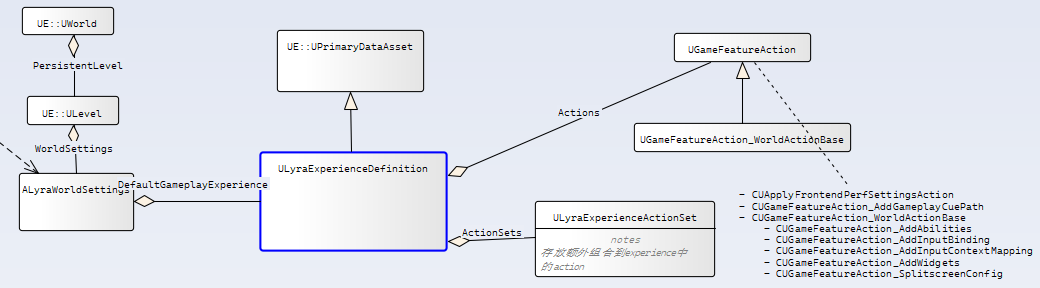 UE::UWorld
PersistentLevel
UE::ULevel
WorldSettings
ALyraWorldSettings
DefaultGameplayExperience
UE::UPrimaryDataAsset
ULyraExperienceDefinition
Actions
UGameFeatureAction
UGameFeatureAction_WorldActionBase
ActionSets
ULyraExperienceActionSet
notes
存放额外组合到experience中
的action
- CUApplyFrontendPerfSettingsAction
- CUGameFeatureAction_AddGameplayCuePath
- CUGameFeatureAction_WorldActionBase
- CUGameFeatureAction_AddAbilities
- CUGameFeatureAction_AddInputBinding
- CUGameFeatureAction_AddInputContextMapping
- CUGameFeatureAction_AddWidgets
- CUGameFeatureAction_SplitscreenConfig